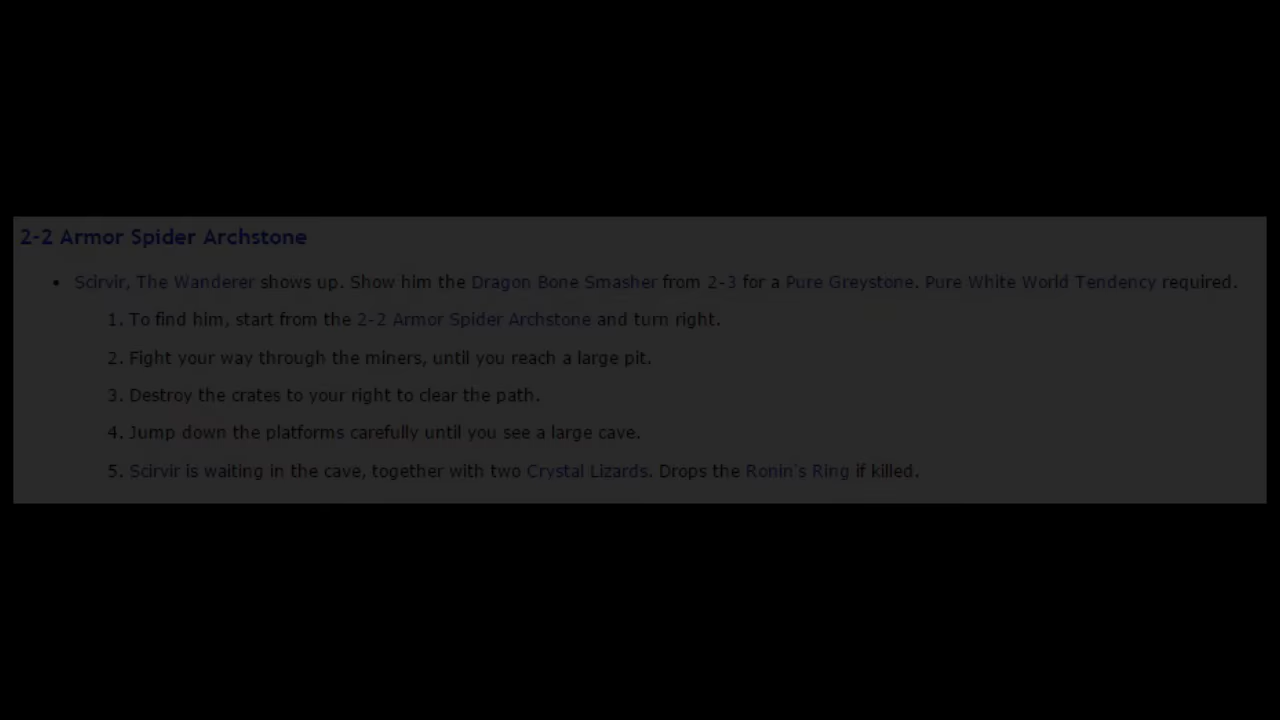 2-2 Armor Spider Archstone
• Scirvir, The Wanderer shows up. Show him the Dragon Bone Smasher from 2-3 for a Pure Greystone. Pure White World Tendency required.
1. To find him, start from the 2-2 Armor Spider Archstone and turn right.
2. Fight your way through the miners, until you reach a large pit.
3. Destroy the crates to your right to clear the path.
4. Jump down the platforms carefully until you see a large cave.
5. Scirvir is waiting in the cave, together with two Crystal Lizards. Drops the Ronin's Ring if killed.